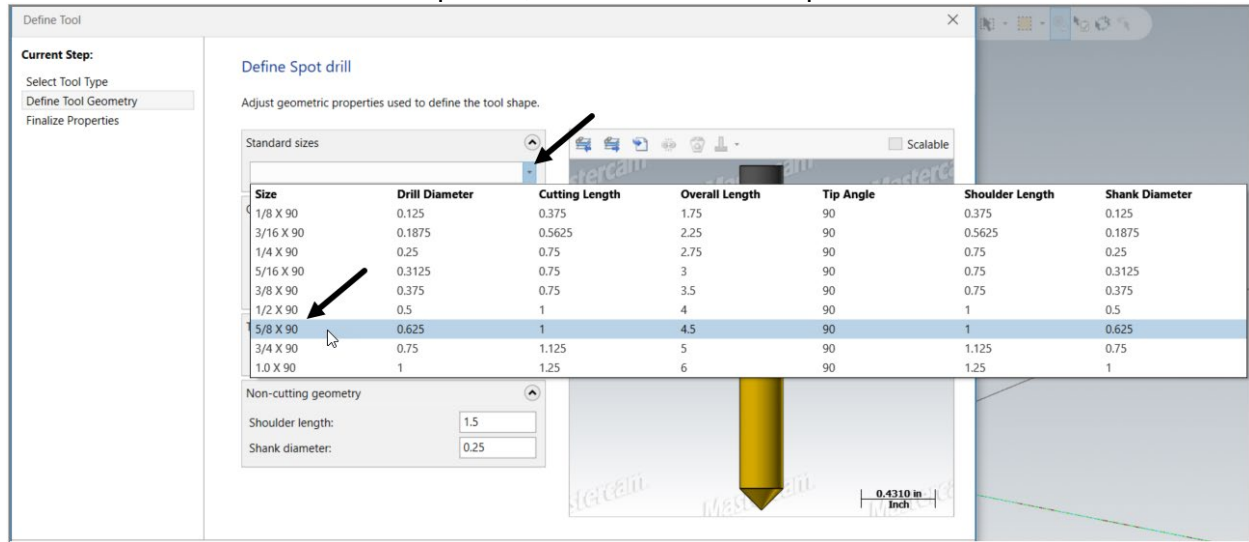 Define Tool
Current Step:
Select Tool Type
Define Tool Geometry
Finalize Properties
Define Spot drill
Adjust geometric properties used to define the tool shape.
Standard sizes
Scalable
Size Drill Diameter Cutting Length Overall Length Tip Angle Shoulder Length Shank Diameter
1/8 X 90 0.125 0.375 1.75 90 0.375 0.125
3/16 X 90 0.1875 0.5625 2.25 90 0.5625 0.1875
1/4 X 90 0.25 0.75 2.75 90 0.75 0.25
5/16 X 90 0.3125 0.75 3 90 0.75 0.3125
3/8 X 90 0.375 0.75 3.5 90 0.75 0.375
1/2 X 90 0.5 1 4 90 1 0.5
5/8 X 90 0.625 1 4.5 90 1 0.625
3/4 X 90 0.75 1.125 5 90 1.125 0.75
1.0 X 90 1 1.25 6 90 1.25 1
Non-cutting geometry
Shoulder length: 1.5
Shank diameter: 0.25
0.4310 in
Inch
Mastercam.